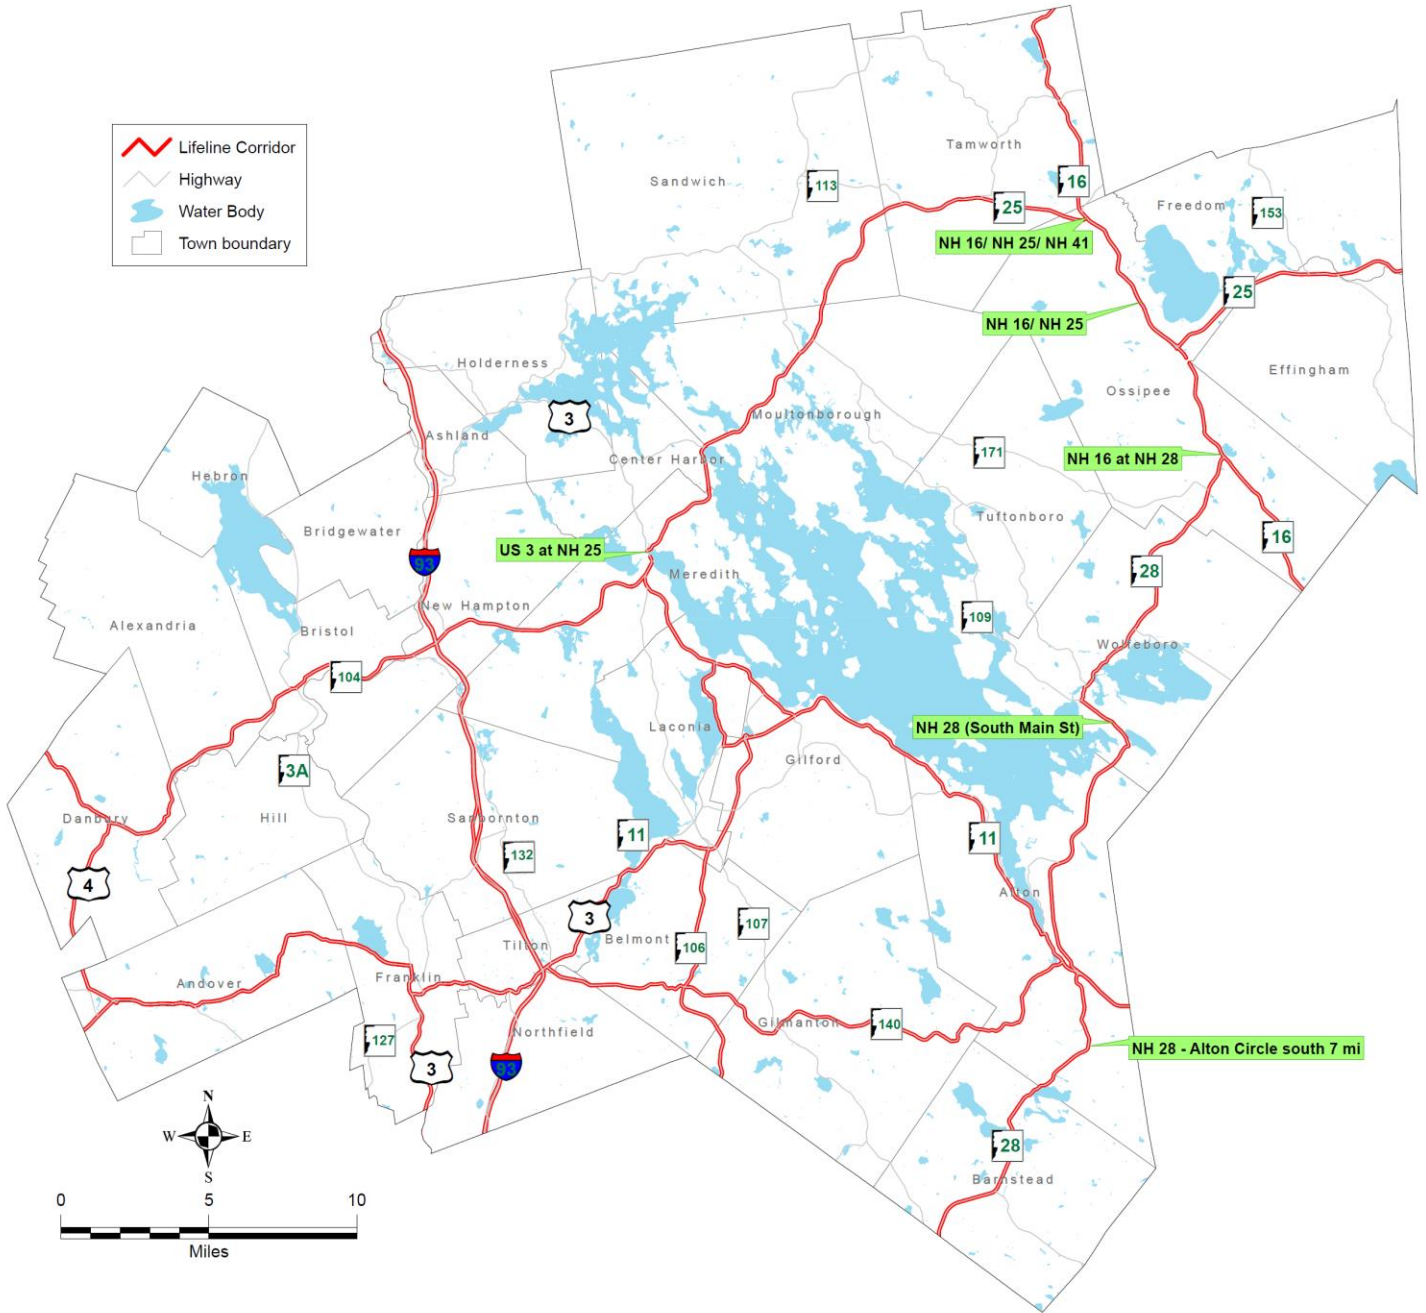 Lifeline Corridor
Highway
Water Body
Town boundary
Tamworth
Sandwich
113
16
25
Freedom
153
NH 16/ NH 25/ NH 41
25
NH 16/ NH 25
Holderness
Effingham
Ossipee
3
Moultonborough
Ashland
171
Center Harbor
NH 16 at NH 28
Hebron
Tuftonboro
Bridgewater
16
US 3 at NH 25
93
Meredith
28
New Hampton
109
Alexandria
Bristol
Wolfeboro
104
Laconia
NH 28 (South Main St)
Gilford
3A
Danbury
Hill
Sanbornton
11
11
132
4
Alton
3
107
Tilton
Belmont
106
Franklin
Andover
Gilmanton
140
Northfield
127
NH 28 - Alton Circle south 7 mi
3
93
N
W E
S
28
Barnstead
0 5 10
Miles